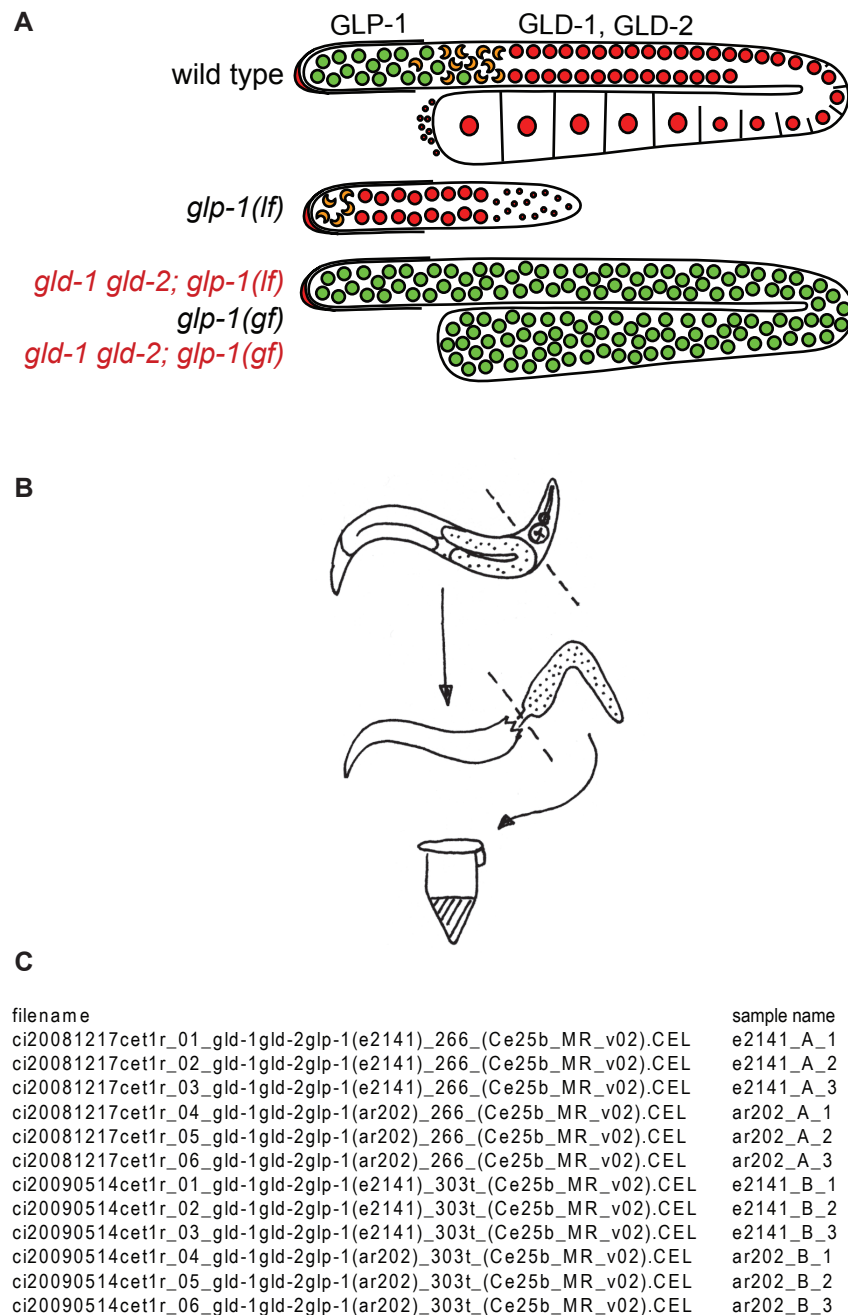 A
GLP-1 GLD-1, GLD-2
wild type
glp-1(lf)
gld-1 gld-2; glp-1(lf)
glp-1(gf)
gld-1 gld-2; glp-1(gf)
B
C
filename sample name
ci20081217cet1r_01_gld-1gld-2glp-1(e2141)_266_(Ce25b_MR_v02).CEL e2141_A_1
ci20081217cet1r_02_gld-1gld-2glp-1(e2141)_266_(Ce25b_MR_v02).CEL e2141_A_2
ci20081217cet1r_03_gld-1gld-2glp-1(e2141)_266_(Ce25b_MR_v02).CEL e2141_A_3
ci20081217cet1r_04_gld-1gld-2glp-1(ar202)_266_(Ce25b_MR_v02).CEL ar202_A_1
ci20081217cet1r_05_gld-1gld-2glp-1(ar202)_266_(Ce25b_MR_v02).CEL ar202_A_2
ci20081217cet1r_06_gld-1gld-2glp-1(ar202)_266_(Ce25b_MR_v02).CEL ar202_A_3
ci20090514cet1r_01_gld-1gld-2glp-1(e2141)_303t_(Ce25b_MR_v02).CEL e2141_B_1
ci20090514cet1r_02_gld-1gld-2glp-1(e2141)_303t_(Ce25b_MR_v02).CEL e2141_B_2
ci20090514cet1r_03_gld-1gld-2glp-1(e2141)_303t_(Ce25b_MR_v02).CEL e2141_B_3
ci20090514cet1r_04_gld-1gld-2glp-1(ar202)_303t_(Ce25b_MR_v02).CEL ar202_B_1
ci20090514cet1r_05_gld-1gld-2glp-1(ar202)_303t_(Ce25b_MR_v02).CEL ar202_B_2
ci20090514cet1r_06_gld-1gld-2glp-1(ar202)_303t_(Ce25b_MR_v02).CEL ar202_B_3